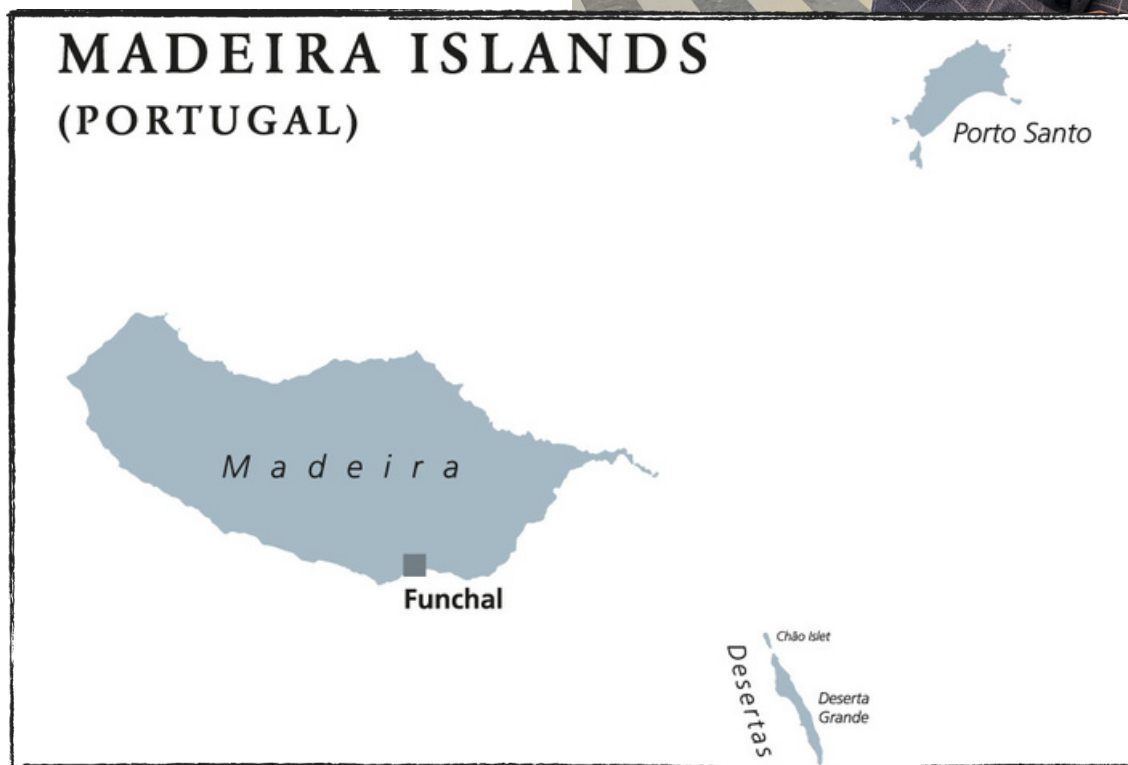 MADEIRA ISLANDS
(PORTUGAL)
Porto Santo
Madeira
Funchal
Chão Islet
Desertas
Deserta
Grande